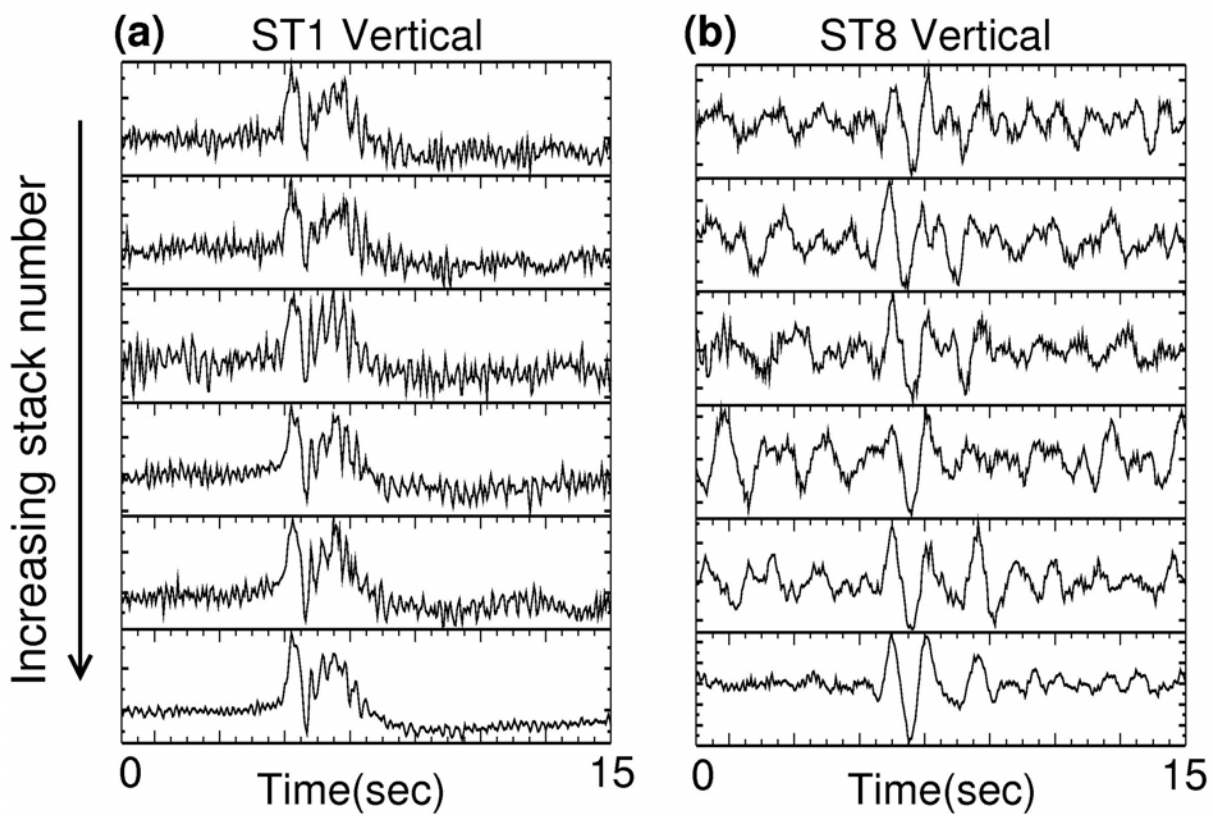 (a) ST1 Vertical
(b) ST8 Vertical
Increasing stack number
0 Time(sec) 15
0 Time(sec) 15